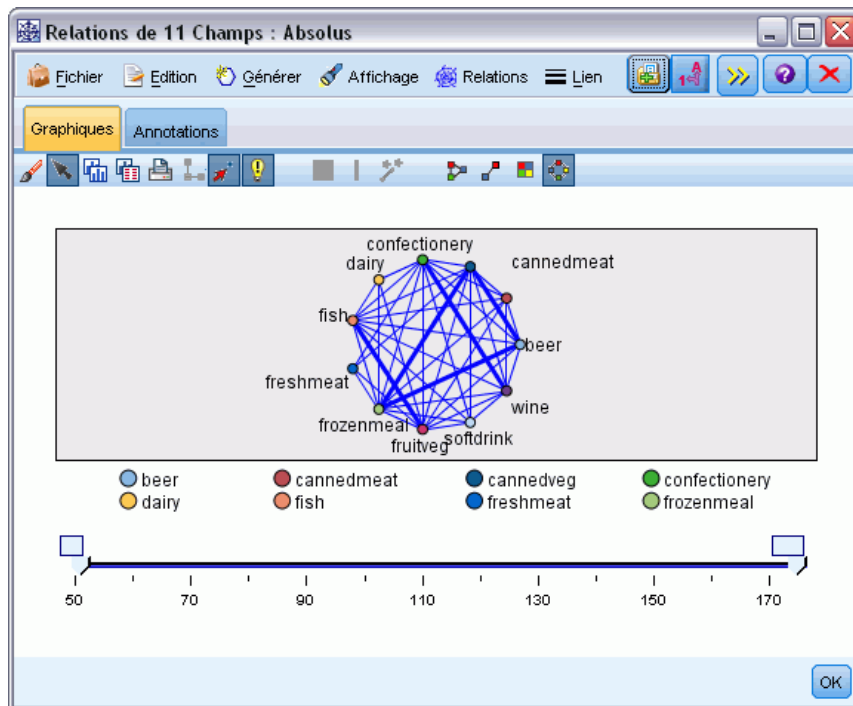 Relations de 11 Champs : Absolus
Fichier Edition Générer Affichage Relations Lien
Graphiques Annotations
confectionery
dairy cannedmeat
fish
beer
freshmeat
wine
frozenmeal
softdrink
fruitveg
beer cannedmeat cannedveg confectionery
dairy fish freshmeat frozenmeal
50 70 90 110 130 150 170
OK